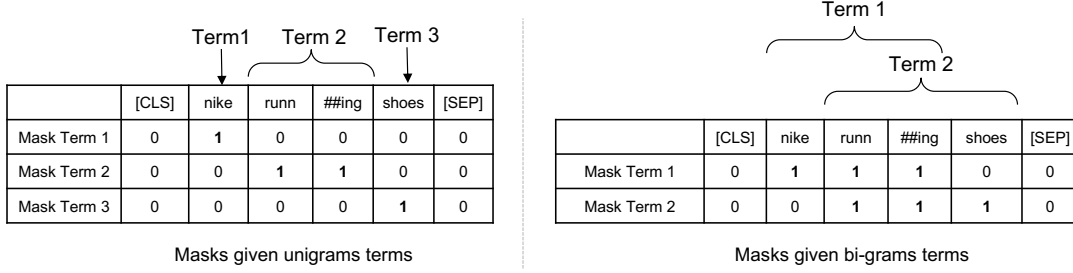 Term1 Term 2 Term 3
[CLS] nike runn ##ing shoes [SEP]
Mask Term 1 0 1 0 0 0 0
Mask Term 2 0 0 1 1 0 0
Mask Term 3 0 0 0 0 1 0
Masks given unigrams terms
Term 1
Term 2
[CLS] nike runn ##ing shoes [SEP]
Mask Term 1 0 1 1 1 0 0
Mask Term 2 0 0 1 1 1 0
Masks given bi-grams terms